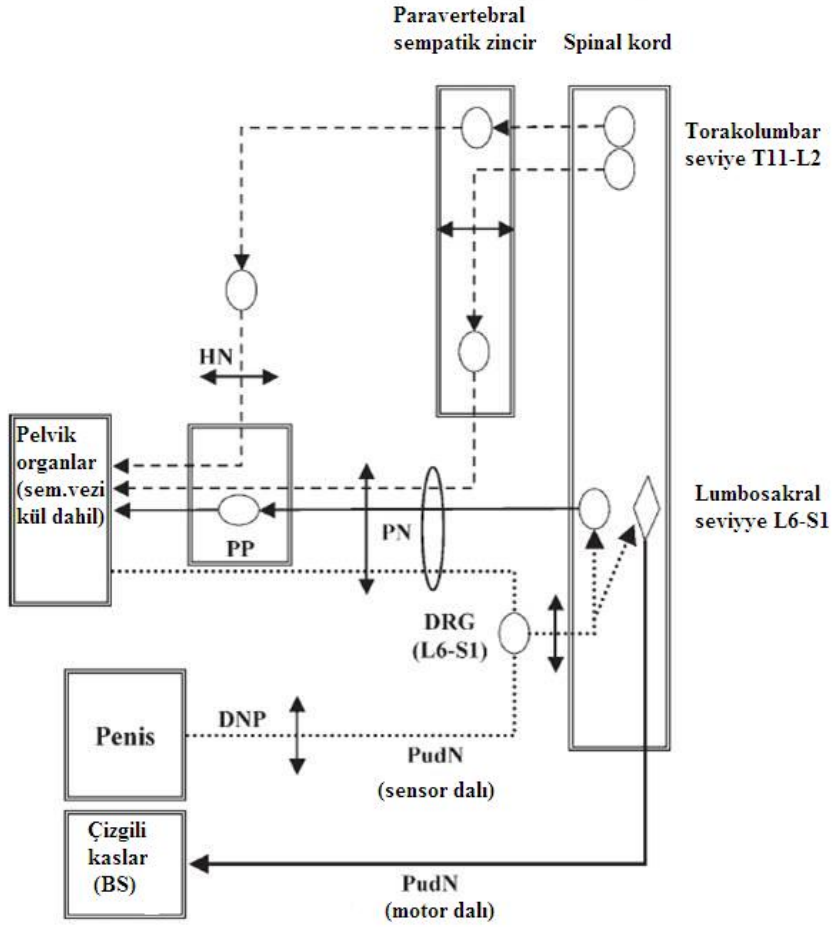 Paravertebral
sempatik zincir
Spinal kord
Torakolumbar
seviye T11-L2
HN
Pelvik
organlar
(sem.vezi
kül dahil)
PP
PN
Lumbosakral
seviyye L6-S1
DRG
(L6-S1)
Penis
DNP
PudN
(sensor dalı)
Çizgili
kaslar
(BS)
PudN
(motor dalı)